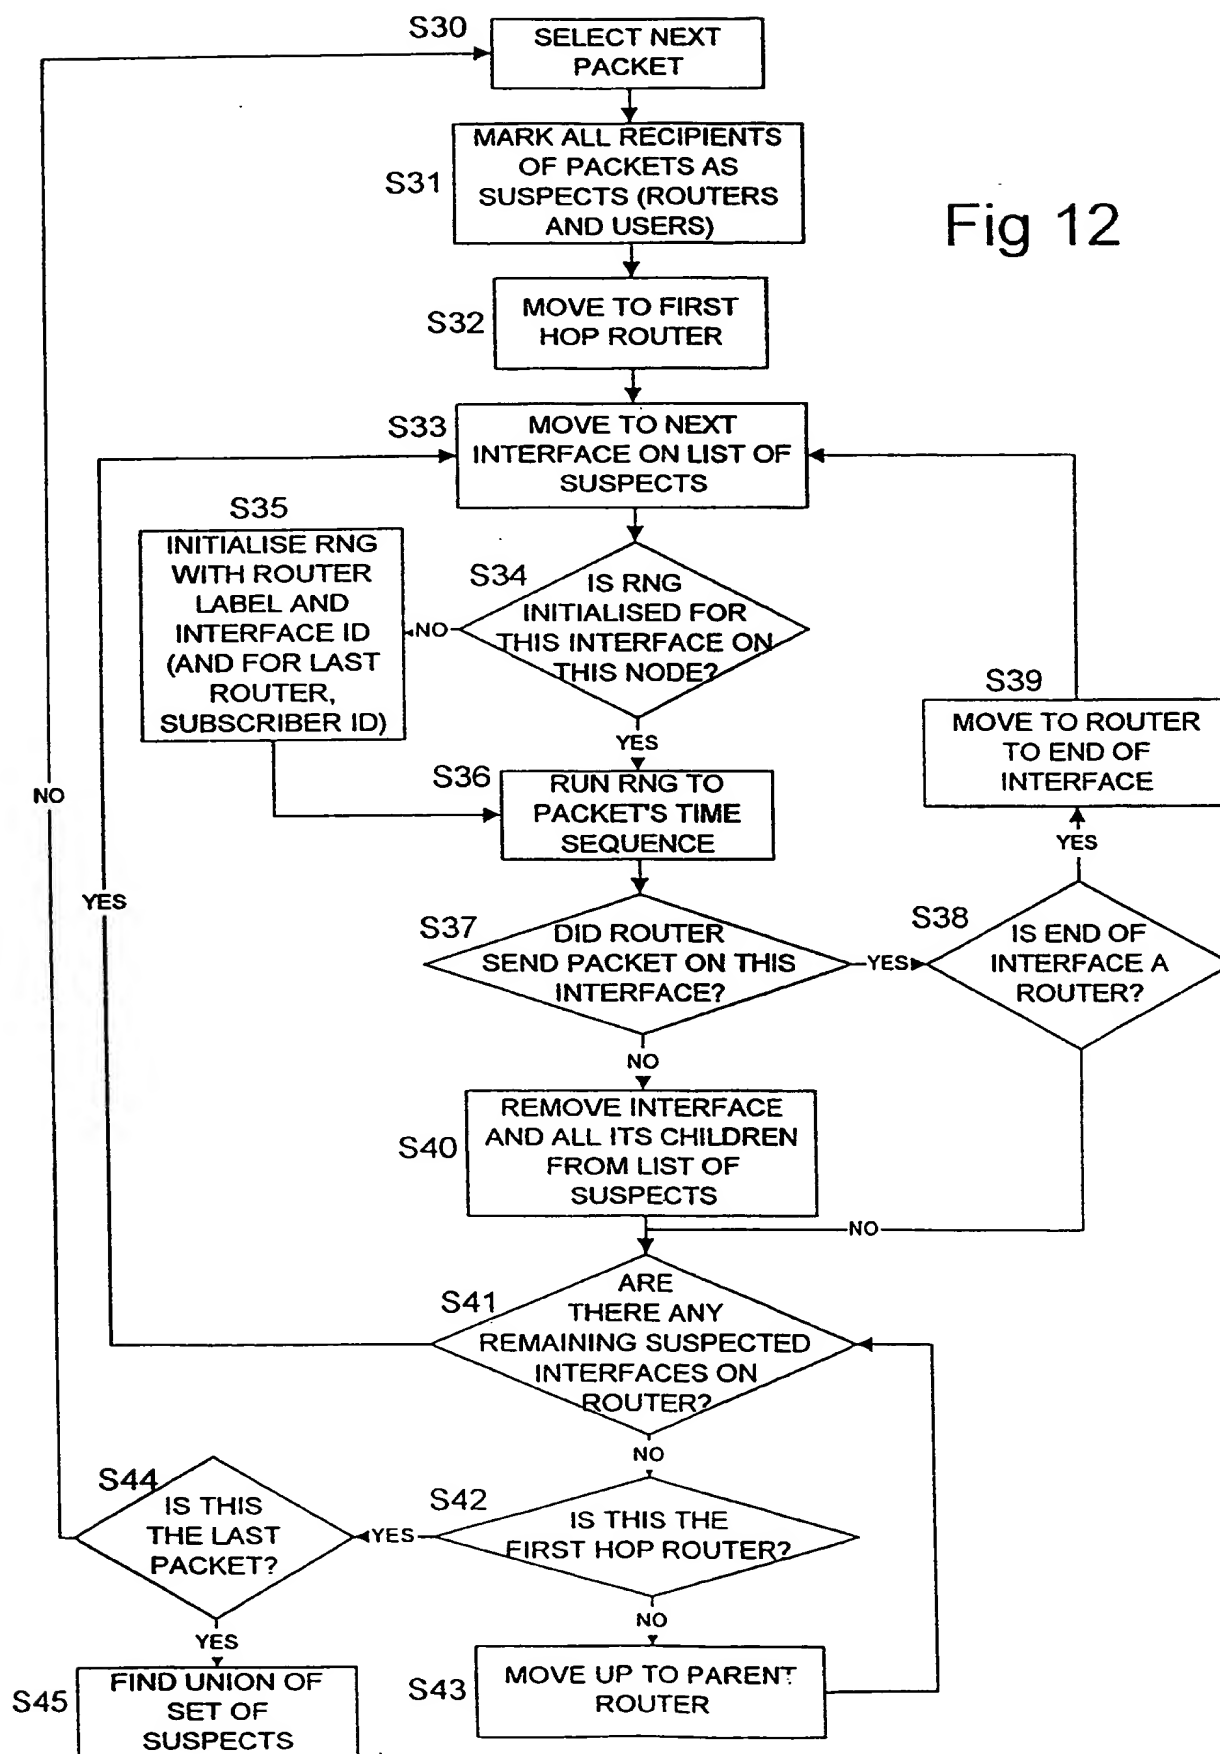 S30
SELECT NEXT
PACKET
S31
MARK ALL RECIPIENTS
OF PACKETS AS
SUSPECTS (ROUTERS
AND USERS)
Fig 12
S32
MOVE TO FIRST
HOP ROUTER
S33
MOVE TO NEXT
INTERFACE ON LIST OF
SUSPECTS
S35
INITIALISE RNG
WITH ROUTER
LABEL AND
INTERFACE ID
(AND FOR LAST
ROUTER,
SUBSCRIBER ID)
S34
IS RNG
INITIALISED FOR
THIS INTERFACE ON
THIS NODE?
NO
YES
S36
RUN RNG TO
PACKET'S TIME
SEQUENCE
S39
MOVE TO ROUTER
TO END OF
INTERFACE
YES
NO
YES
S37
DID ROUTER
SEND PACKET ON THIS
INTERFACE?
YES
S38
IS END OF
INTERFACE A
ROUTER?
NO
S40
REMOVE INTERFACE
AND ALL ITS CHILDREN
FROM LIST OF
SUSPECTS
NO
S41
ARE
THERE ANY
REMAINING SUSPECTED
INTERFACES ON
ROUTER?
NO
S44
IS THIS
THE LAST
PACKET?
YES
S42
IS THIS THE
FIRST HOP ROUTER?
NO
YES
S43
MOVE UP TO PARENT
ROUTER
S45
FIND UNION OF
SET OF
SUSPECTS